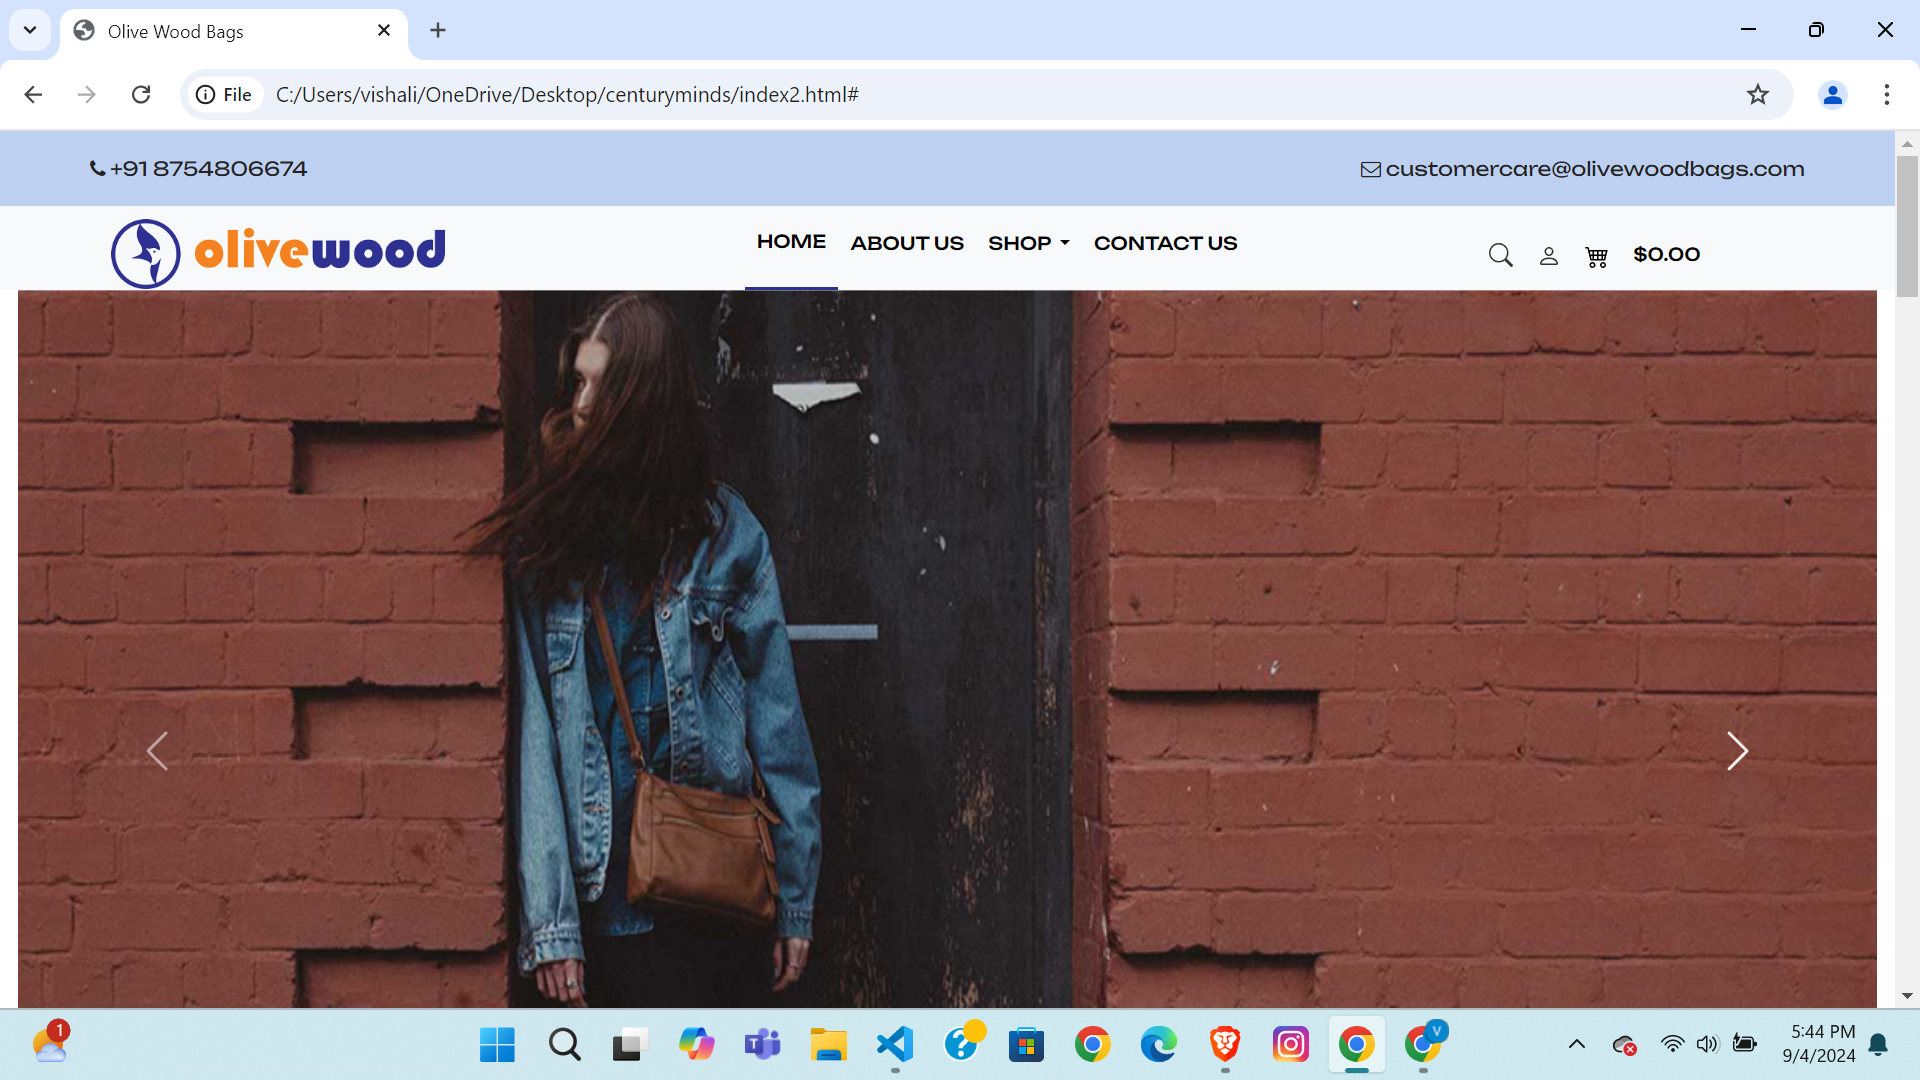 Olive Wood Bags
File
C:/Users/vishali/OneDrive/Desktop/centuryminds/index2.html#
+91 8754806674
customercare@olivewoodbags.com
olivewood
HOME
ABOUT US
SHOP
CONTACT US
$0.00
1
T
?
V
5:44 PM
9/4/2024